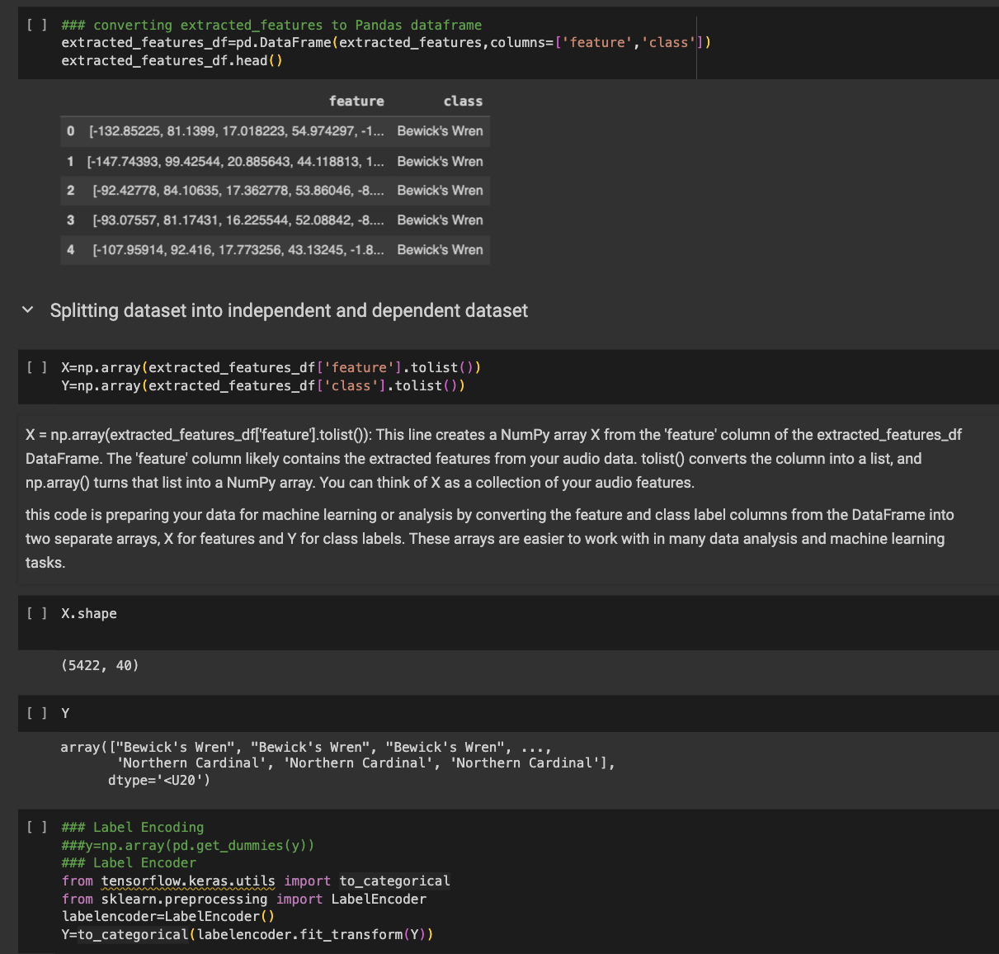 [ ] ### converting extracted_features to Pandas dataframe
extracted_features_df=pd.DataFrame(extracted_features,columns=['feature','class'])
extracted_features_df.head()
feature class
0 [-132.85225, 81.1399, 17.018223, 54.974297, -1... Bewick's Wren
1 [-147.74393, 99.42544, 20.885643, 44.118813, 1... Bewick's Wren
2 [-92.42778, 84.10635, 17.362778, 53.86046, -8.... Bewick's Wren
3 [-93.07557, 81.17431, 16.225544, 52.08842, -8.... Bewick's Wren
4 [-107.95914, 92.416, 17.773256, 43.13245, -1.8... Bewick's Wren
Splitting dataset into independent and dependent dataset
[ ] X=np.array(extracted_features_df['feature'].tolist())
Y=np.array(extracted_features_df['class'].tolist())
X = np.array(extracted_features_df['feature'].tolist()): This line creates a NumPy array X from the 'feature' column of the extracted_features_df
DataFrame. The 'feature' column likely contains the extracted features from your audio data. tolist() converts the column into a list, and
np.array() turns that list into a NumPy array. You can think of X as a collection of your audio features.
this code is preparing your data for machine learning or analysis by converting the feature and class label columns from the DataFrame into
two separate arrays, X for features and Y for class labels. These arrays are easier to work with in many data analysis and machine learning
tasks.
[ ] X.shape
(5422, 40)
[ ] Y
array(["Bewick's Wren", "Bewick's Wren", "Bewick's Wren", ...,
'Northern Cardinal', 'Northern Cardinal', 'Northern Cardinal'],
dtype='<U20')
[ ] ### Label Encoding
###y=np.array(pd.get_dummies(y))
### Label Encoder
from tensorflow.keras.utils import to_categorical
from sklearn.preprocessing import LabelEncoder
labelencoder=LabelEncoder()
Y=to_categorical(labelencoder.fit_transform(Y))